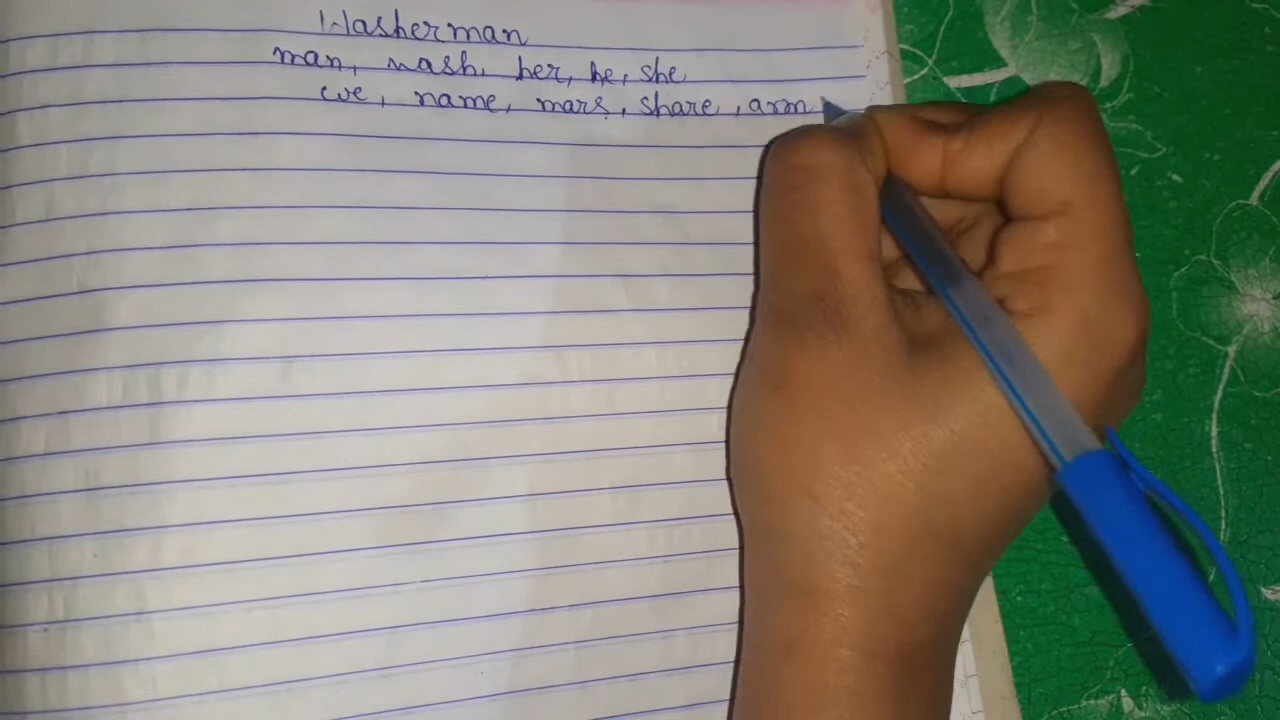 Washerman
man, wash, her, he, she
we, name, mars, share, arm